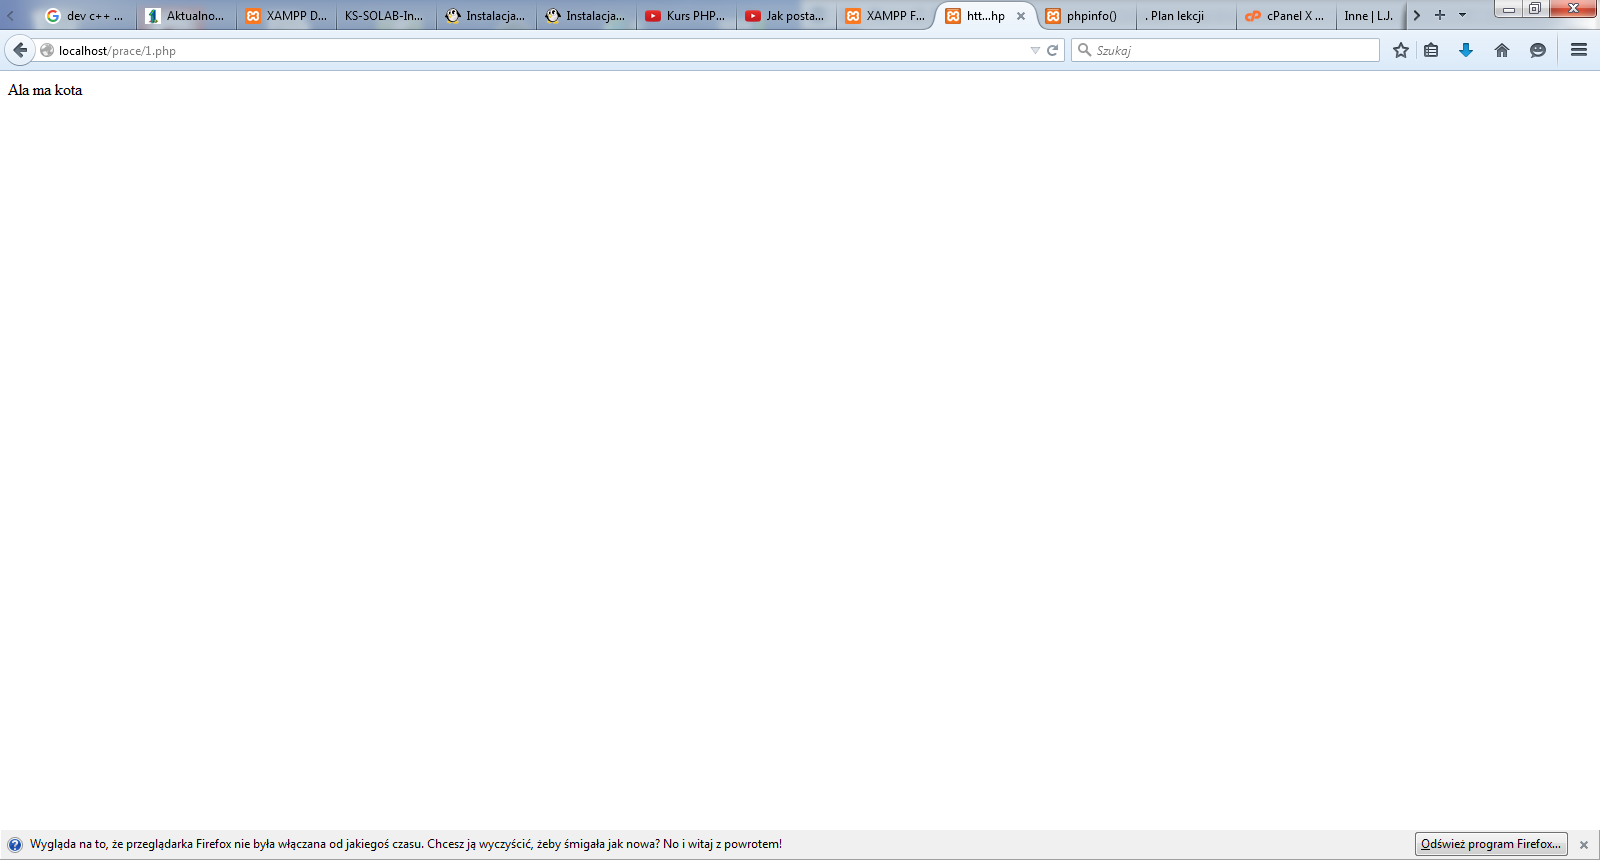 dev c++ ...
Aktualno...
XAMPP D...
KS-SOLAB-In...
Instalacja...
Instalacja...
Kurs PHP...
Jak posta...
XAMPP F...
htt...hp
phpinfo()
. Plan lekcji
cPanel X ...
Inne | L.J.
localhost/prace/1.php
Szukaj
Ala ma kota
Wygląda na to, że przeglądarka Firefox nie była włączana od jakiegoś czasu. Chcesz ją wyczyścić, żeby śmigała jak nowa? No i witaj z powrotem!
Odśwież program Firefox...